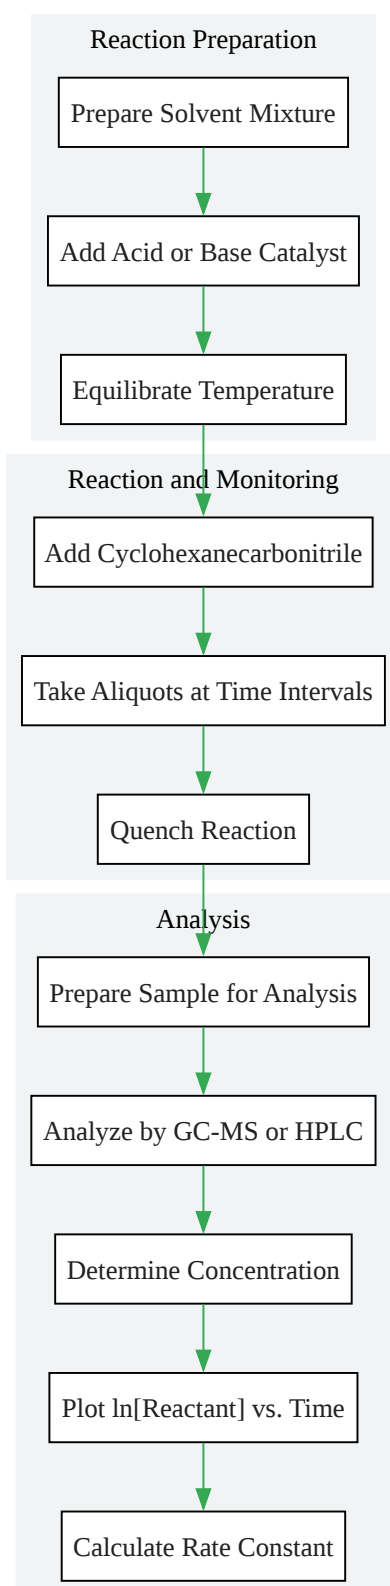 Reaction Preparation
Prepare Solvent Mixture
Add Acid or Base Catalyst
Equilibrate Temperature
Reaction and Monitoring
Add Cyclohexanecarbonitrile
Take Aliquots at Time Intervals
Quench Reaction
Analysis
Prepare Sample for Analysis
Analyze by GC-MS or HPLC
Determine Concentration
Plot ln[Reactant] vs. Time
Calculate Rate Constant